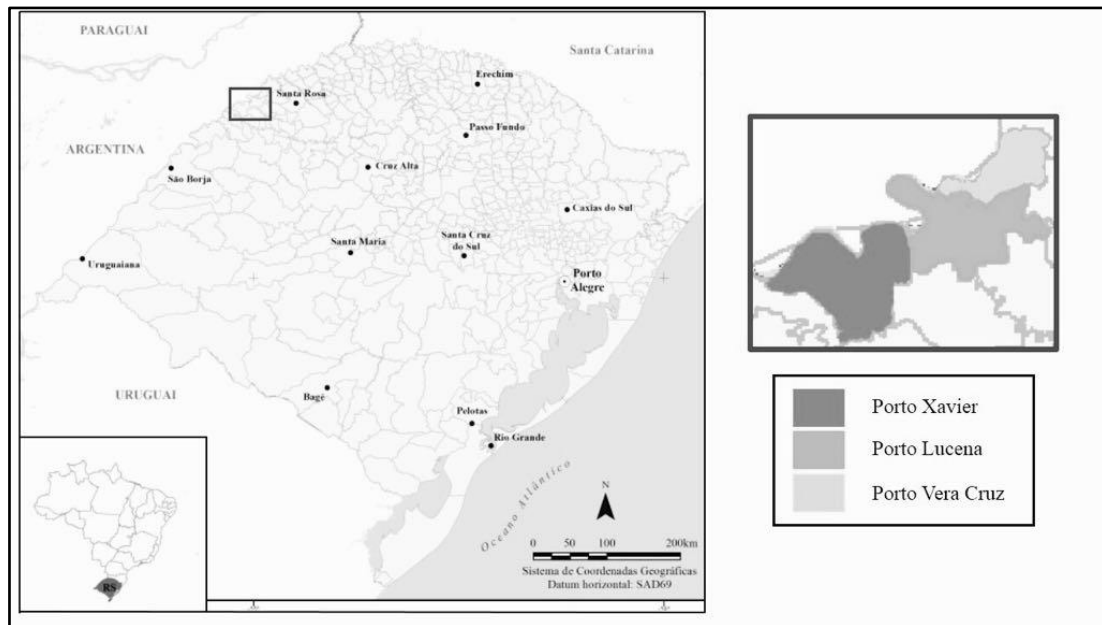 PARAGUAI
Santa Catarina
Erechim
Santa Rosa
Passo Fundo
ARGENTINA
Cruz Alta
São Borja
Caxias do Sul
Santa Maria
Santa Cruz
do Sul
Uruguaiana
Porto
Alegre
URUGUAI
Bagé
Pelotas
Rio Grande
Oceano Atlântico
N
0 50 100 200km
Sistema de Coordenadas Geográficas
Datum horizontal: SAD69
RS
Porto Xavier
Porto Lucena
Porto Vera Cruz